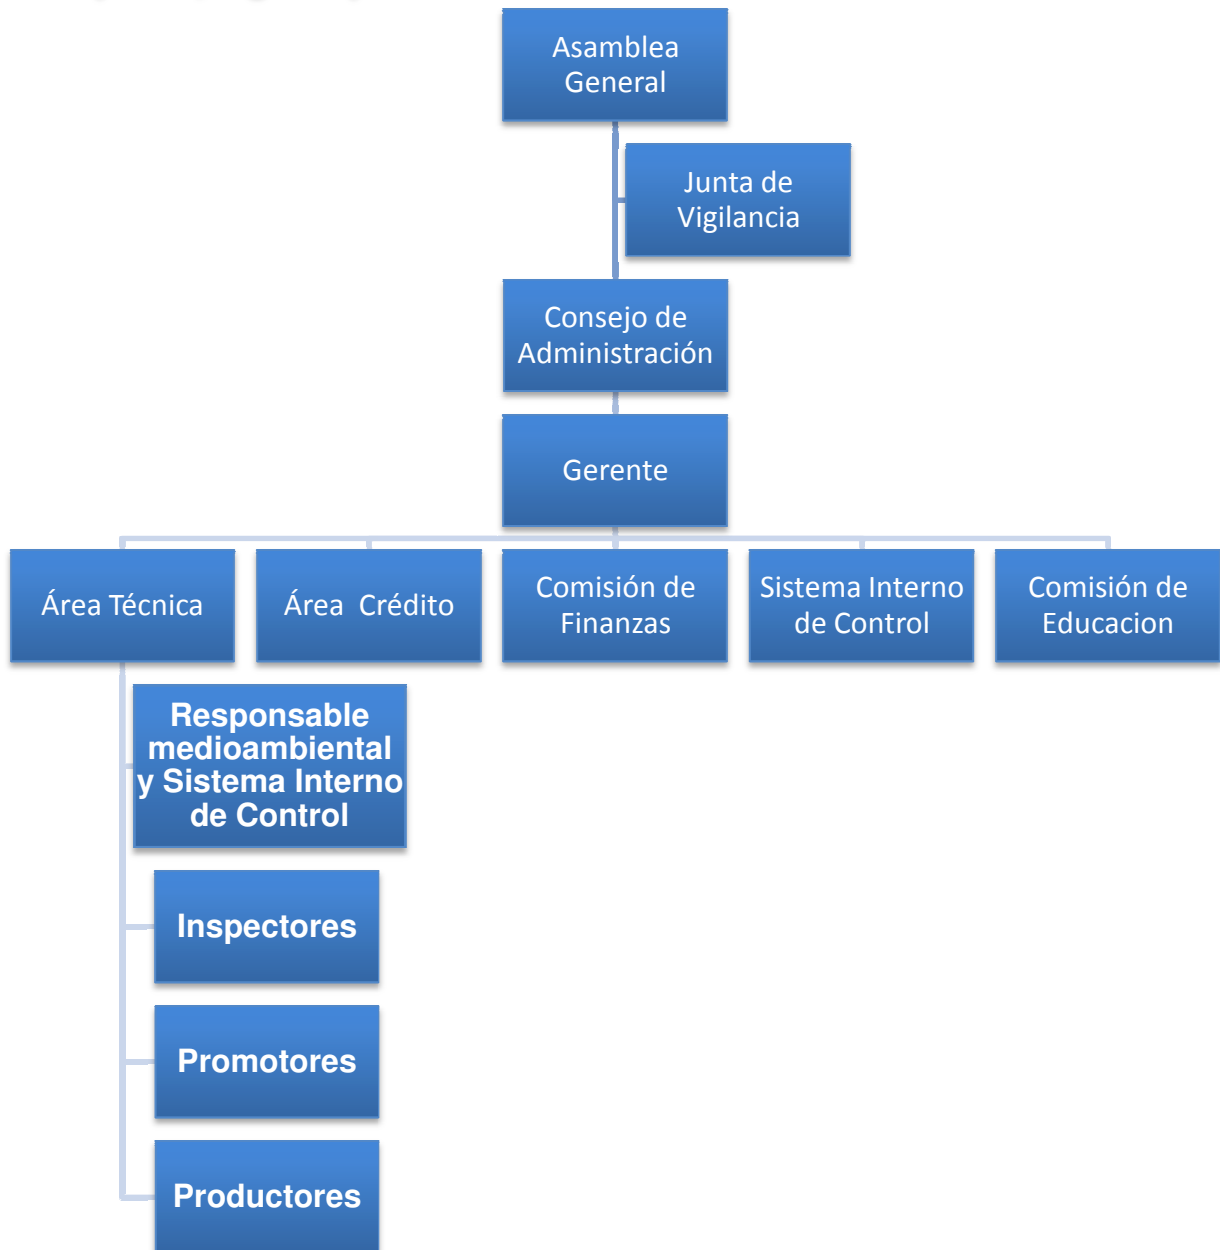 Asamblea
General
Junta de
Vigilancia
Consejo de
Administración
Gerente
Área Técnica
Área  Crédito
Comisión de
Finanzas
Sistema Interno
de Control
Comisión de
Educacion
Responsable
medioambiental
y Sistema Interno
de Control
Inspectores
Promotores
Productores